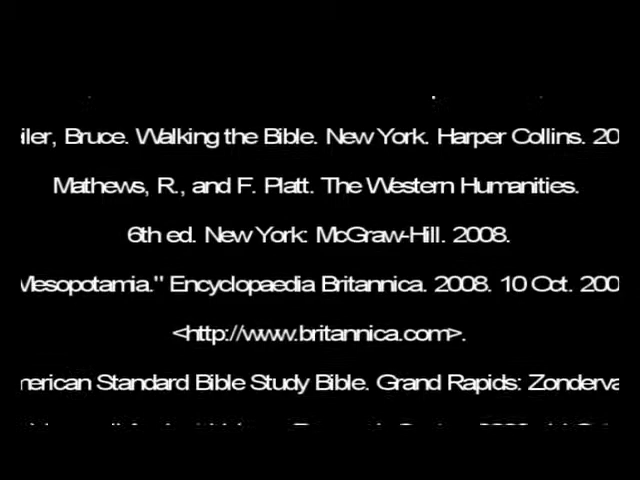 iler, Bruce. Walking the Bible. New York. Harper Collins. 20
Mathews, R., and F. Platt. The Western Humanities.
6th ed. New York: McGraw-Hill. 2008.
Mesopotamia." Encyclopaedia Britannica. 2008. 10 Oct. 200
<http://www.britannica.com>.
nerican Standard Bible Study Bible. Grand Rapids: Zonderva